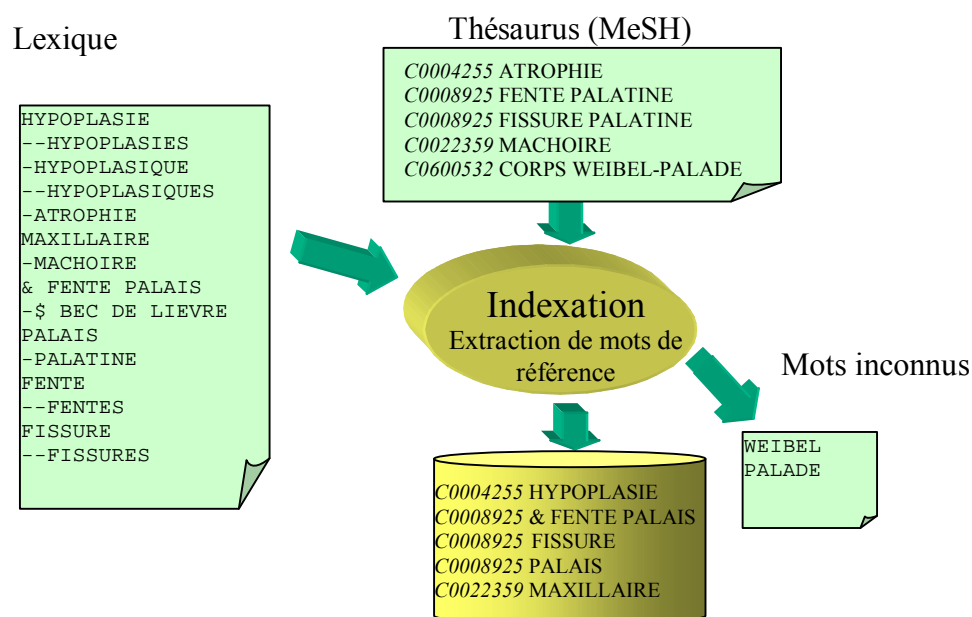 Lexique
Thésaurus (MeSH)
C0004255 ATROPHIE
C0008925 FENTE PALATINE
C0008925 FISSURE PALATINE
C0022359 MACHOIRE
C0600532 CORPS WEIBEL-PALADE
HYPOPLASIE
--HYPOPLASIES
-HYPOPLASIQUE
--HYPOPLASIQUES
-ATROPHIE
MAXILLAIRE
-MACHOIRE
& FENTE PALAIS
-$ BEC DE LIEVRE
PALAIS
-PALATINE
FENTE
--FENTES
FISSURE
--FISSURES
Indexation
Extraction de mots de
référence
Mots inconnus
WEIBEL
PALADE
C0004255 HYPOPLASIE
C0008925 & FENTE PALAIS
C0008925 FISSURE
C0008925 PALAIS
C0022359 MAXILLAIRE